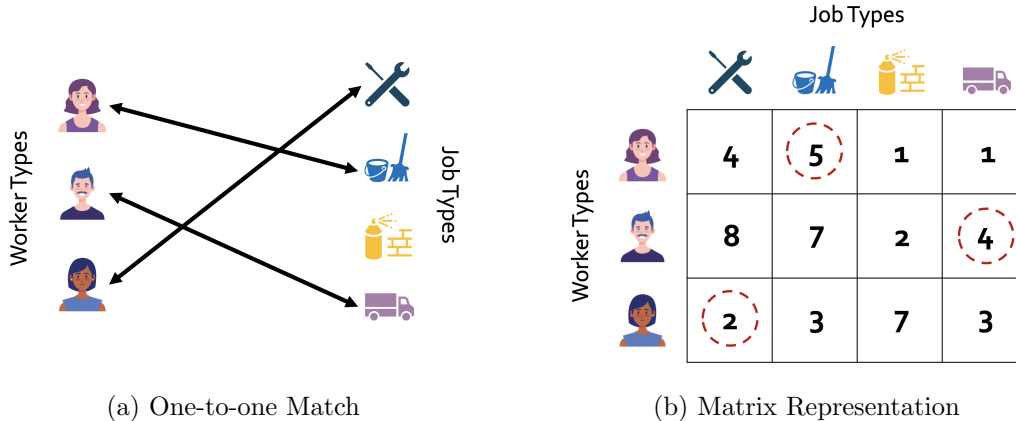 Worker Types
Job Types
(a) One-to-one Match
Job Types
Worker Types
4 5 1 1
8 7 2 4
2 3 7 3
(b) Matrix Representation